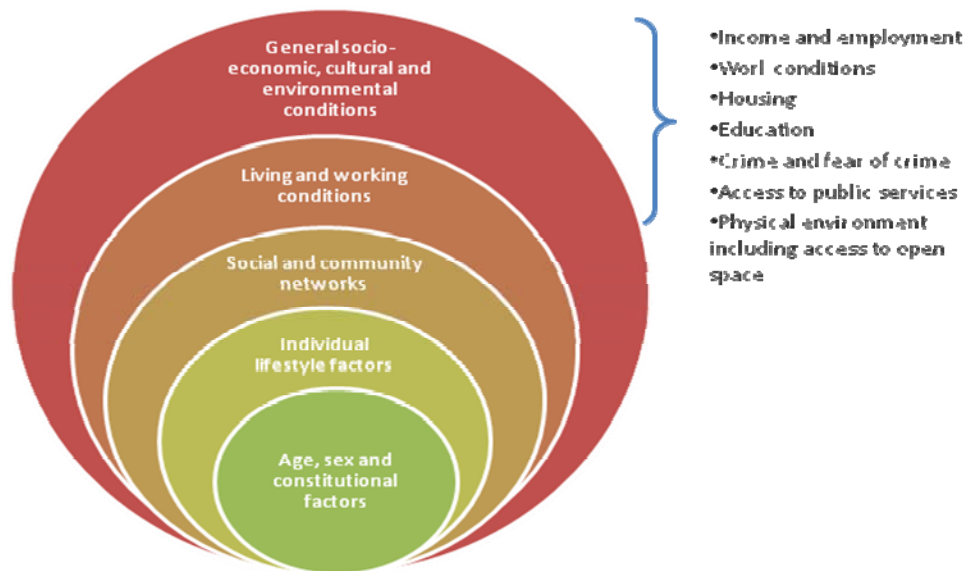 General socio-
economic, cultural and
environmental
conditions
Living and working
conditions
Social and community
networks
Individual
lifestyle factors
Age, sex and
constitutional
factors
•Income and employment
•Worl conditions
•Housing
•Education
•Crime and fear of crime
•Access to public services
•Physical environment
including access to open
space